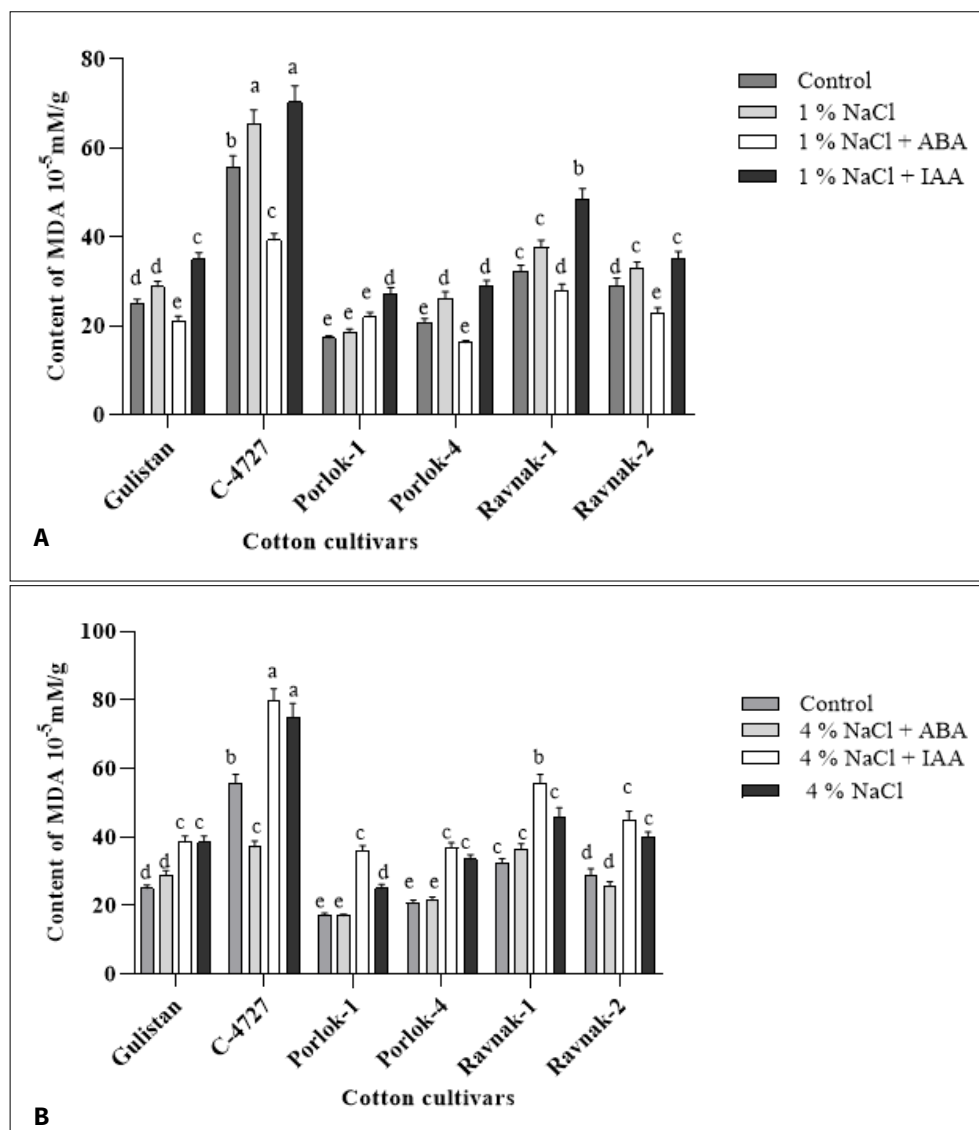 80
60
40
20
0
Content of MDA 10⁻⁵mM/g
d d e c
b a c a
e e e d
e d e d
c c d b
d c e c
Gulistan
C-4727
Porlok-1
Porlok-4
Ravnak-1
Ravnak-2
Cotton cultivars
Control
1 % NaCl
1 % NaCl + ABA
1 % NaCl + IAA
A
100
80
60
40
20
0
Content of MDA 10⁻⁵mM/g
d d c c
b c a a
e e c d
e e c c
c c b c
d d c c
Gulistan
C-4727
Porlok-1
Porlok-4
Ravnak-1
Ravnak-2
Cotton cultivars
Control
4 % NaCl + ABA
4 % NaCl + IAA
4 % NaCl
B